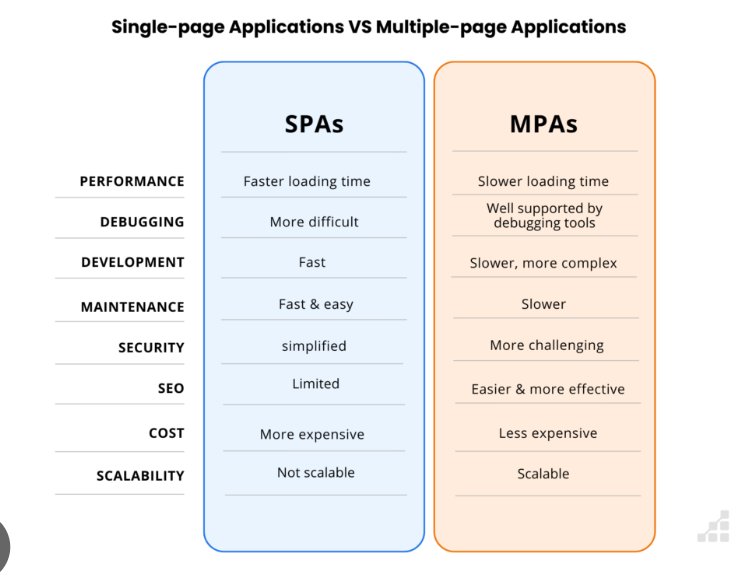 Single-page Applications VS Multiple-page Applications
SPAs MPAs
PERFORMANCE Faster loading time Slower loading time
DEBUGGING More difficult Well supported by
debugging tools
DEVELOPMENT Fast Slower, more complex
MAINTENANCE Fast & easy Slower
SECURITY simplified More challenging
SEO Limited Easier & more effective
COST More expensive Less expensive
SCALABILITY Not scalable Scalable